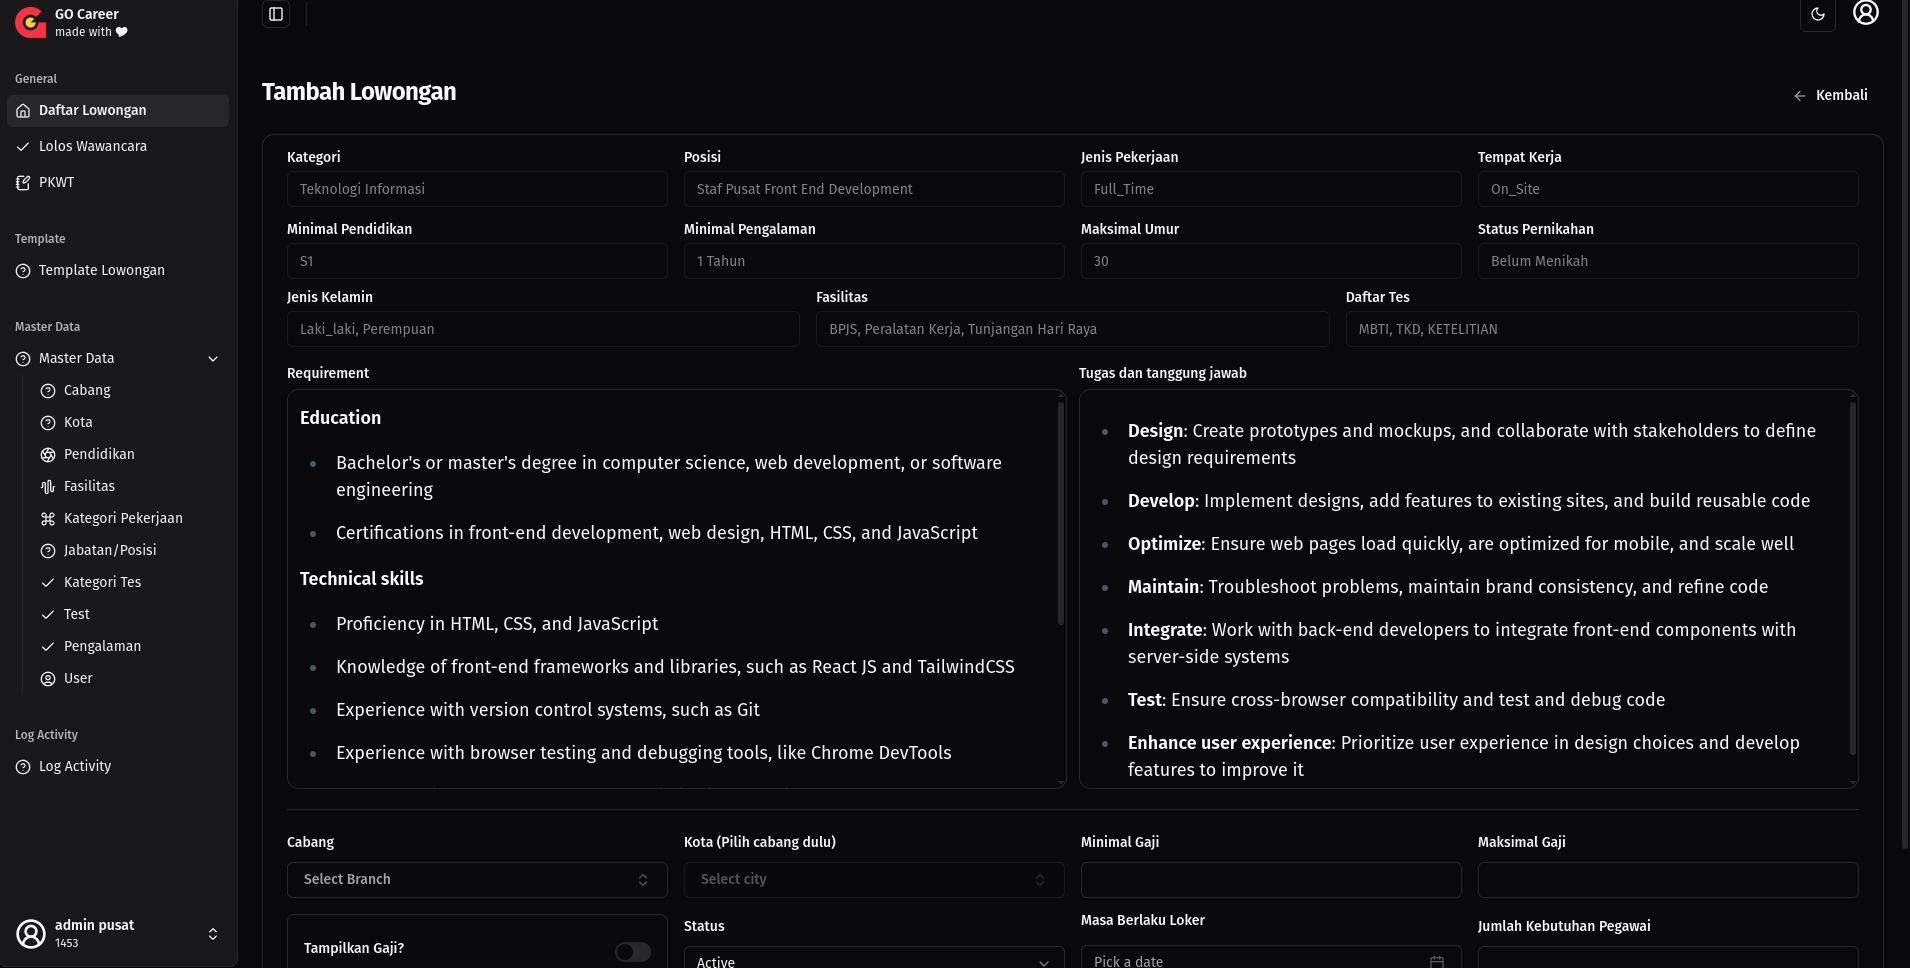 GO Career
made with
General
Daftar Lowongan
Lolos Wawancara
PKWT
Template
Template Lowongan
Master Data
Master Data
Cabang
Kota
Pendidikan
Fasilitas
Kategori Pekerjaan
Jabatan/Posisi
Kategori Tes
Test
Pengalaman
User
Log Activity
Log Activity
admin pusat
1453
Tambah Lowongan
Kembali
Kategori
Posisi
Jenis Pekerjaan
Tempat Kerja
Teknologi Informasi
Staf Pusat Front End Development
Full_Time
On_Site
Minimal Pendidikan
Minimal Pengalaman
Maksimal Umur
Status Pernikahan
S1
1 Tahun
30
Belum Menikah
Jenis Kelamin
Fasilitas
Daftar Tes
Laki_laki, Perempuan
BPJS, Peralatan Kerja, Tunjangan Hari Raya
MBTI, TKD, KETELITIAN
Requirement
Education
Bachelor's or master's degree in computer science, web development, or software
engineering
Certifications in front-end development, web design, HTML, CSS, and JavaScript
Technical skills
Proficiency in HTML, CSS, and JavaScript
Knowledge of front-end frameworks and libraries, such as React JS and TailwindCSS
Experience with version control systems, such as Git
Experience with browser testing and debugging tools, like Chrome DevTools
Tugas dan tanggung jawab
Design: Create prototypes and mockups, and collaborate with stakeholders to define
design requirements
Develop: Implement designs, add features to existing sites, and build reusable code
Optimize: Ensure web pages load quickly, are optimized for mobile, and scale well
Maintain: Troubleshoot problems, maintain brand consistency, and refine code
Integrate: Work with back-end developers to integrate front-end components with
server-side systems
Test: Ensure cross-browser compatibility and test and debug code
Enhance user experience: Prioritize user experience in design choices and develop
features to improve it
Cabang
Kota (Pilih cabang dulu)
Minimal Gaji
Maksimal Gaji
Select Branch
Select city
Tampilkan Gaji?
Status
Active
Masa Berlaku Loker
Pick a date
Jumlah Kebutuhan Pegawai